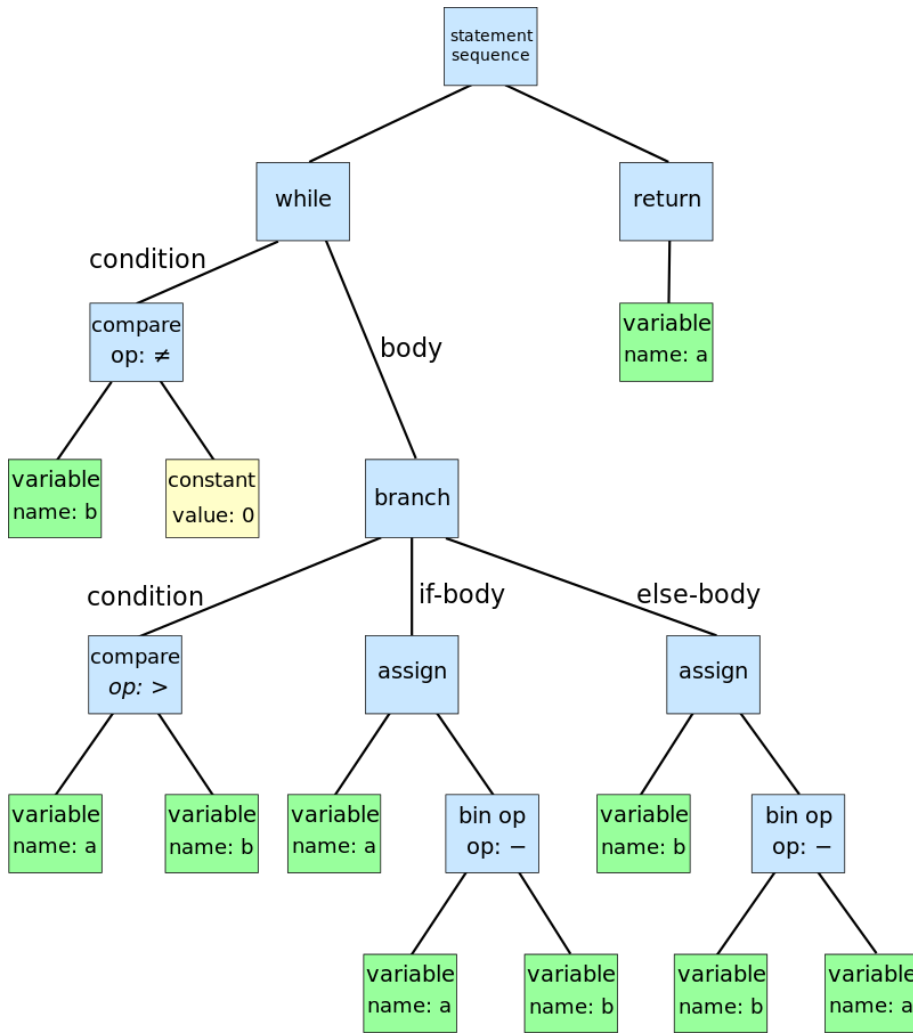 statement
sequence
while
return
condition
compare
op: ≠
body
variable
name: a
variable
name: b
constant
value: 0
branch
condition
if-body
else-body
compare
op: >
assign
assign
variable
name: a
variable
name: b
variable
name: a
bin op
op: −
variable
name: b
bin op
op: −
variable
name: a
variable
name: b
variable
name: b
variable
name: a